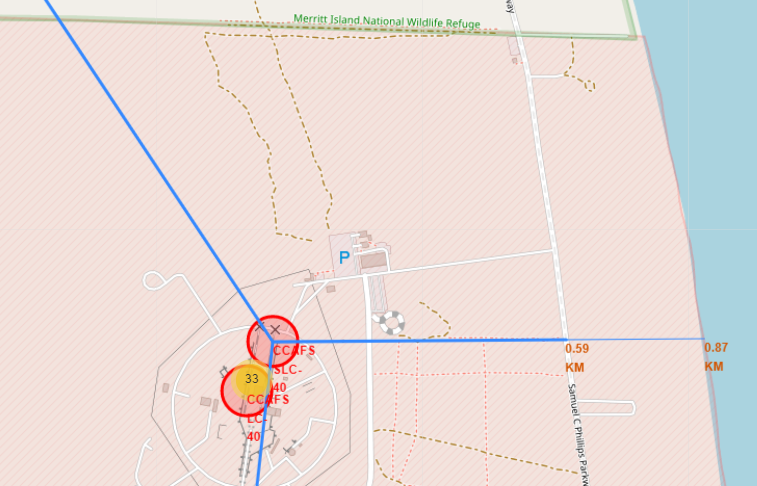 Merritt Island National Wildlife Refuge
way
P
CCAFS
SLC-
40
33
CCAFS
LC-
40
0.59
KM
0.87
KM
Samuel C Phillips Parkw